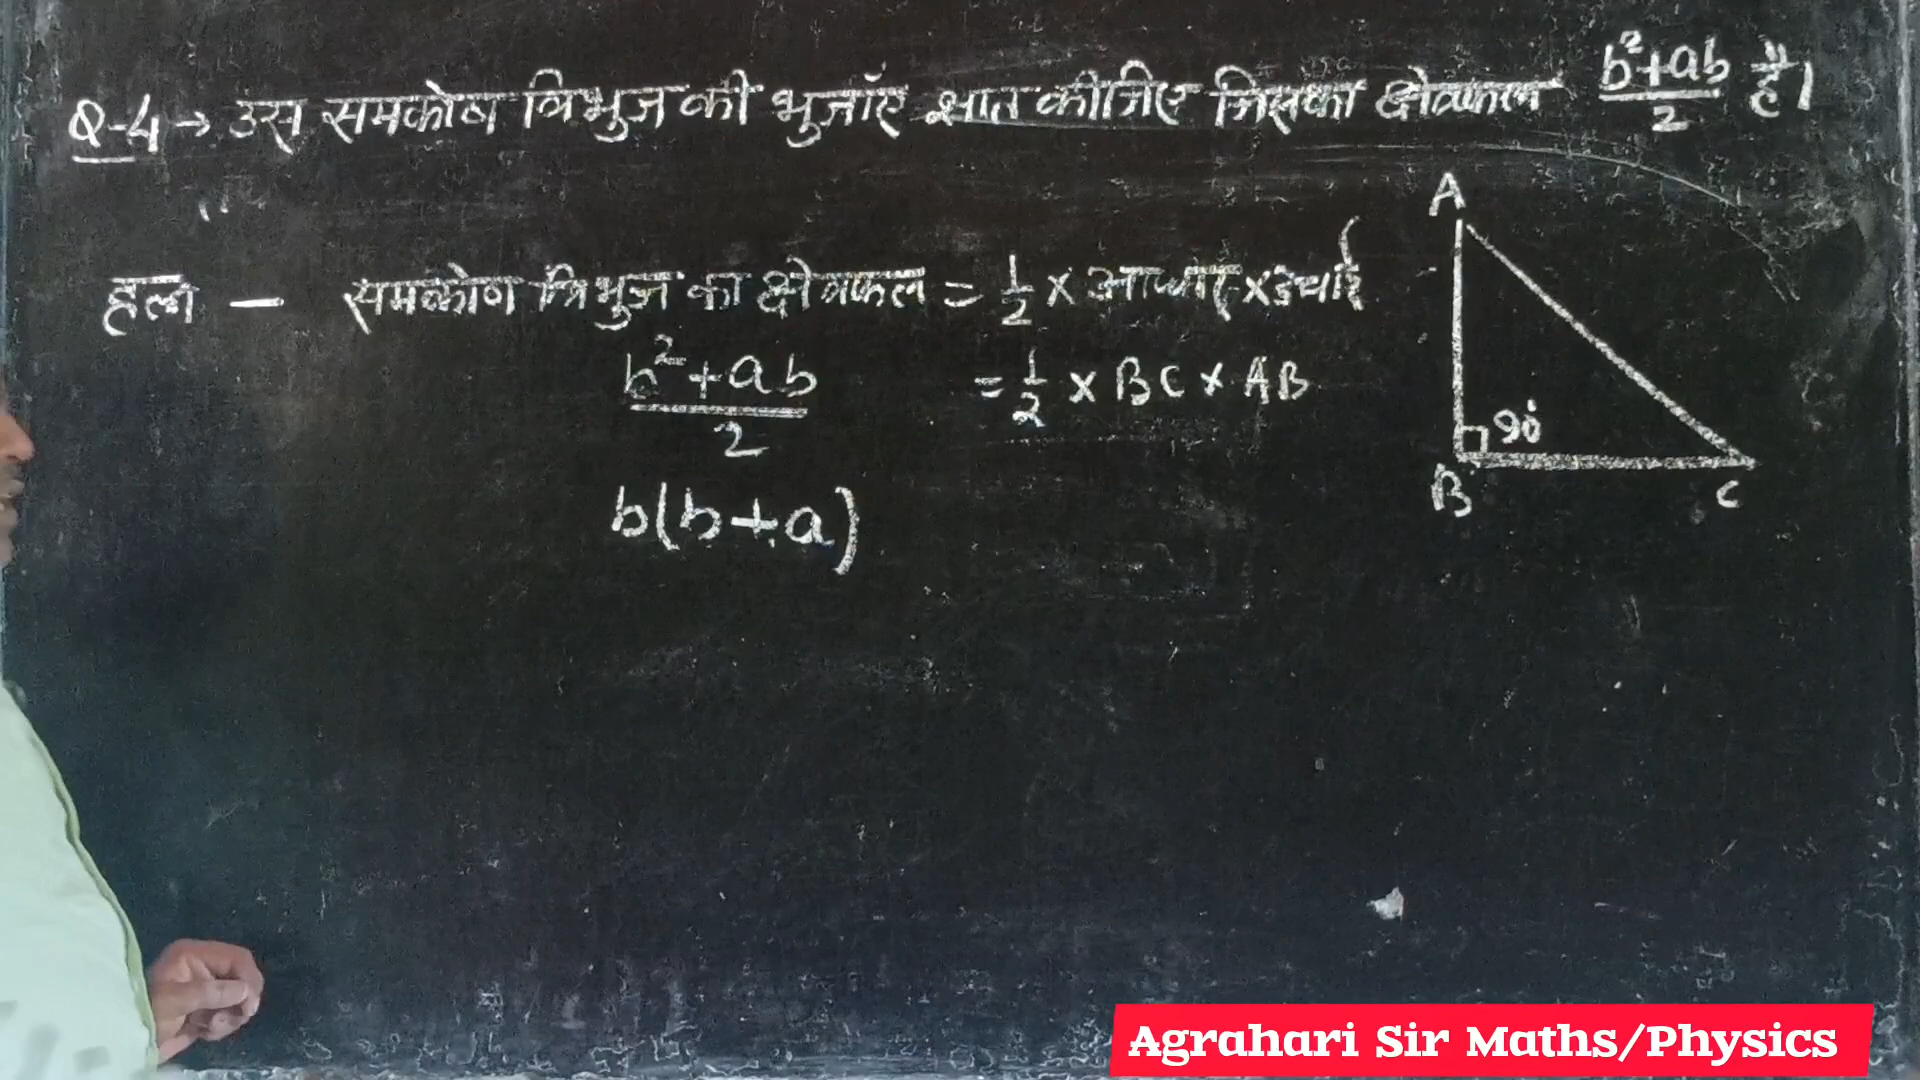 Q-4 → उस समकोण त्रिभुज की भुजाएँ ज्ञात कीजिए जिसका क्षेत्रफल b²+ab/2 है।
हल — समकोण त्रिभुज का क्षेत्रफल = 1/2 × आधार × उचाई
b²+ab/2 = 1/2 × BC × AB
b(b+a)
A
90°
B C
Agrahari Sir Maths/Physics